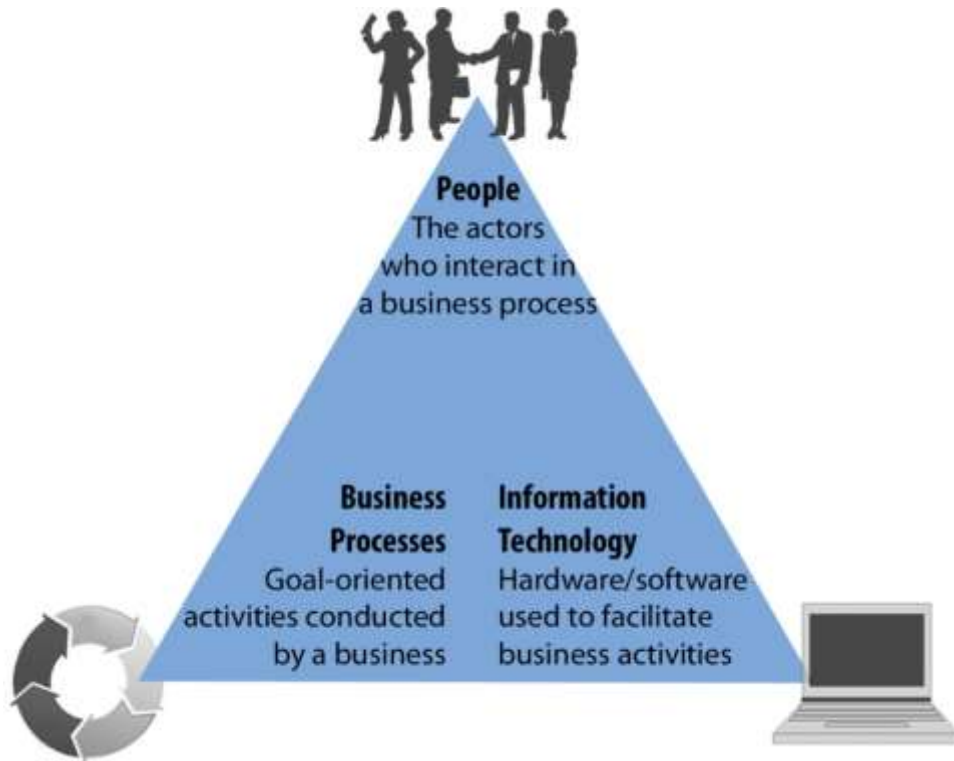 People
The actors
who interact in
a business process
Business
Processes
Goal-oriented
activities conducted
by a business
Information
Technology
Hardware/software
used to facilitate
business activities